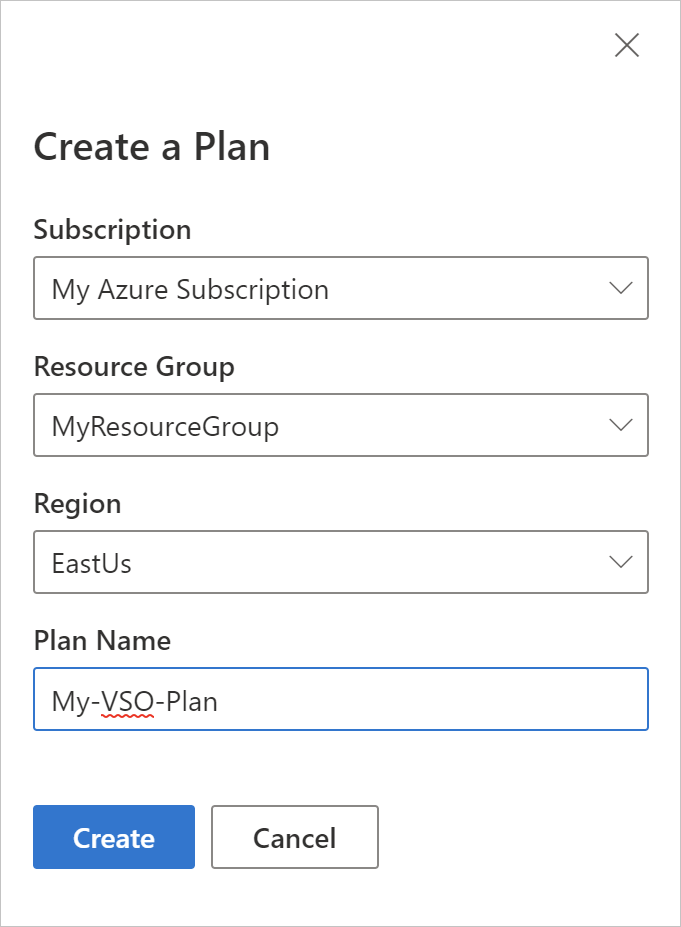 Create a Plan
Subscription
My Azure Subscription
Resource Group
MyResourceGroup
Region
EastUs
Plan Name
My-VSO-Plan
Create Cancel